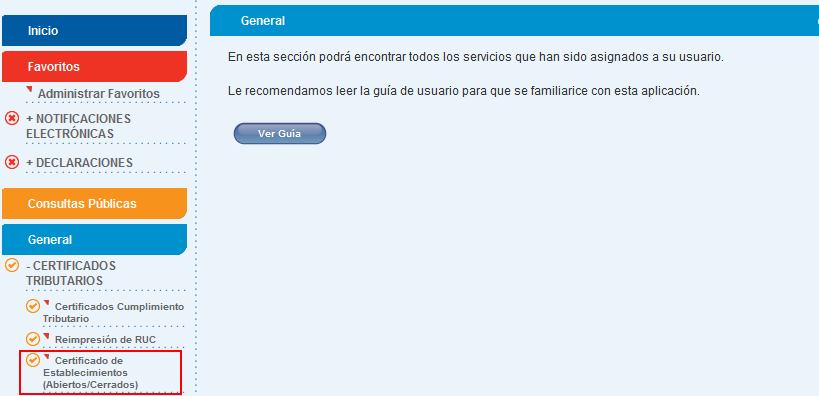 Inicio
Favoritos
Administrar Favoritos
+ NOTIFICACIONES
ELECTRÓNICAS
+ DECLARACIONES
Consultas Públicas
General
- CERTIFICADOS
TRIBUTARIOS
Certificados Cumplimiento
Tributario
Reimpresión de RUC
Certificado de
Establecimientos
(Abiertos/Cerrados)
General
En esta sección podrá encontrar todos los servicios que han sido asignados a su usuario.
Le recomendamos leer la guía de usuario para que se familiarice con esta aplicación.
Ver Guia